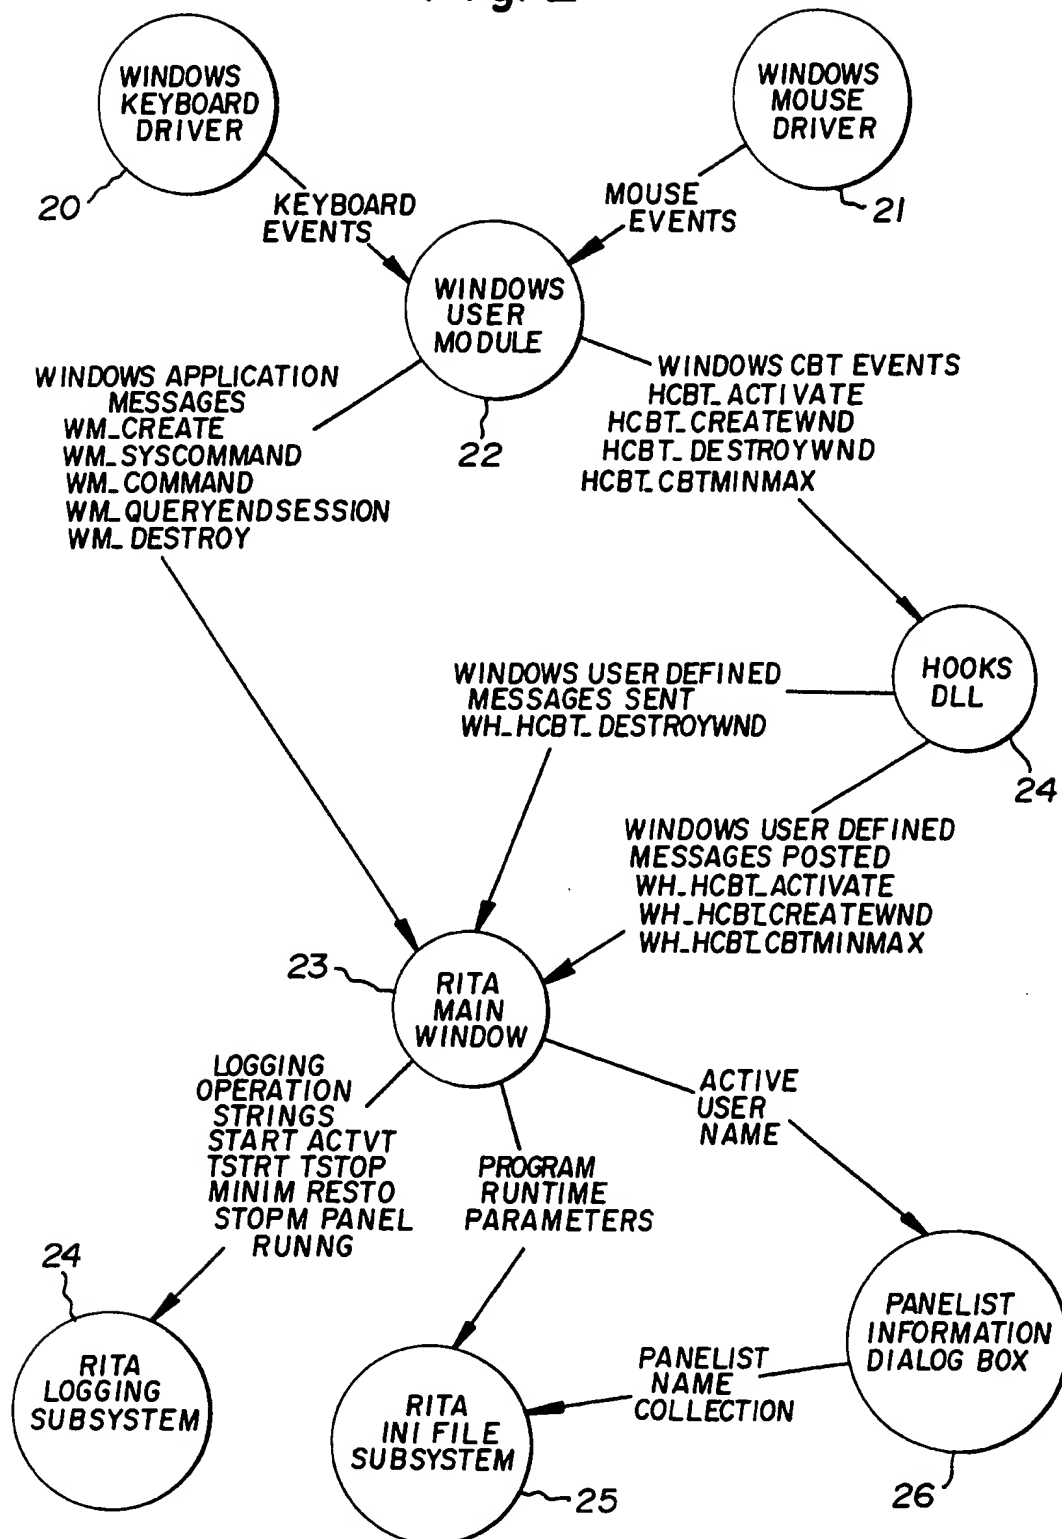 WINDOWS
KEYBOARD
DRIVER
20
WINDOWS
MOUSE
DRIVER
21
KEYBOARD
EVENTS
MOUSE
EVENTS
WINDOWS
USER
MODULE
22
WINDOWS APPLICATION
MESSAGES
WM_CREATE
WM_SYSCOMMAND
WM_COMMAND
WM_QUERYENDSESSION
WM_DESTROY
WINDOWS CBT EVENTS
HCBT_ACTIVATE
HCBT_CREATEWND
HCBT_DESTROYWND
HCBT_CBTMINMAX
HOOKS
DLL
24
WINDOWS USER DEFINED
MESSAGES SENT
WH_HCBT_DESTROYWND
WINDOWS USER DEFINED
MESSAGES POSTED
WH_HCBT_ACTIVATE
WH_HCBT_CREATEWND
WH_HCBT_CBTMINMAX
23
RITA
MAIN
WINDOW
LOGGING
OPERATION
STRINGS
START ACTVT
TSTRT TSTOP
MINIM RESTO
STOPM PANEL
RUNNG
PROGRAM
RUNTIME
PARAMETERS
ACTIVE
USER
NAME
24
RITA
LOGGING
SUBSYSTEM
RITA
INI FILE
SUBSYSTEM
25
PANELIST
NAME
COLLECTION
PANELIST
INFORMATION
DIALOG BOX
26